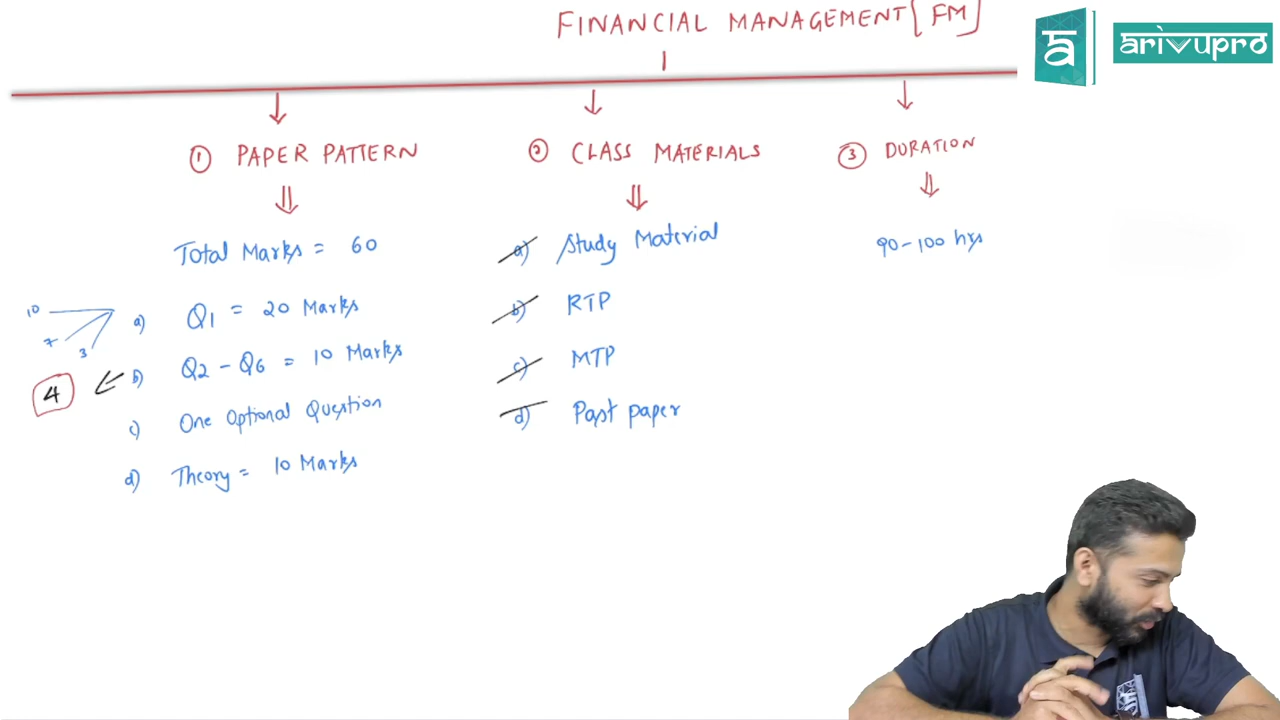 FINANCIAL MANAGEMENT [FM]
a arivupro
① PAPER PATTERN
② CLASS MATERIALS
③ DURATION
Total Marks = 60
a) Study Material
90-100 hrs
10
7
3
a) Q1 = 20 Marks
b) RTP
4
b) Q2 - Q6 = 10 Marks
c) MTP
c) One Optional Question
d) Past paper
d) Theory = 10 Marks